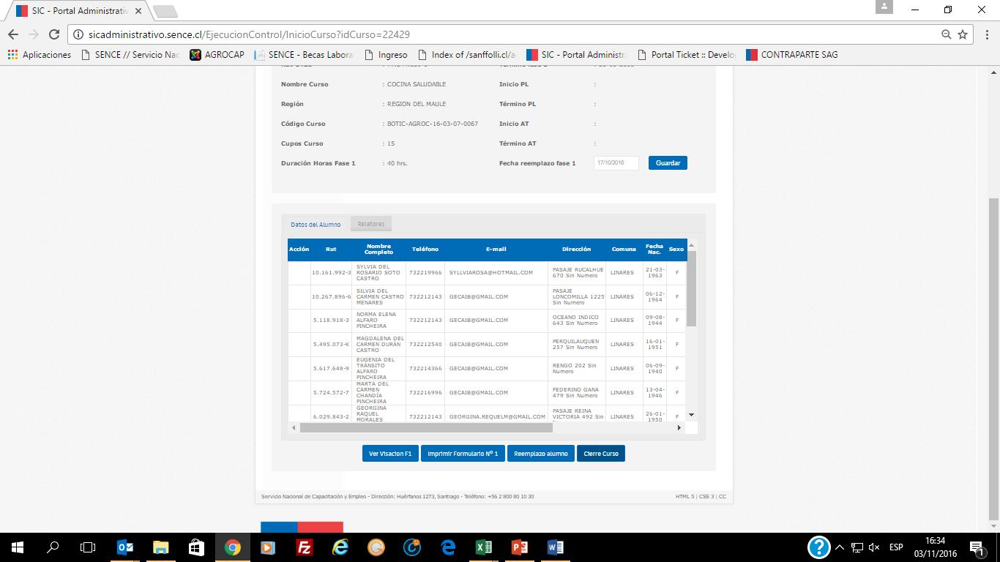 SIC - Portal Administrativ
sicadministrativo.sence.cl/EjecucionControl/InicioCurso?idCurso=22429
Aplicaciones SENCE // Servicio Nac AGROCAP SENCE - Becas Labora Ingreso Index of /sanffolli.cl/a SIC - Portal Administra Portal Ticket :: Develo CONTRAPARTE SAG
Nombre Curso : COCINA SALUDABLE Inicio PL :
Región : REGION DEL MAULE Término PL :
Código Curso : BOTIC-AGROC-16-03-07-0067 Inicio AT :
Cupos Curso : 15 Término AT :
Duración Horas Fase 1 : 40 hrs. Fecha reemplazo fase 1 17/10/2016 Guardar
Datos del Alumno Relatores
Acción Rut Nombre Completo Teléfono E-mail Dirección Comuna Fecha Nac. Sexo
10.161.992-3 SYLVIA DEL ROSARIO SOTO CASTRO 732219966 SYLLVIAROSA@HOTMAIL.COM PASAJE RUCALHUE 670 Sin Numero LINARES 21-03-1963 F
10.267.896-6 SILVIA DEL CARMEN CASTRO MENARES 732212143 GECAIB@GMAIL.COM PASAJE LONCOMILLA 1225 Sin Numero LINARES 06-12-1964 F
5.118.918-3 NORMA ELENA ALFARO PINCHEIRA 732212143 GECAIB@GMAIL.COM OCEANO INDICO 643 Sin Numero LINARES 09-08-1944 F
5.495.073-K MAGDALENA DEL CARMEN DURÁN CASTRO 732212540 GECAIB@GMAIL.COM PERQUILAUQUEN 257 Sin Numero LINARES 16-01-1951 F
5.617.648-9 EUGENIA DEL TRÁNSITO ALFARO PINCHEIRA 732214366 GECAIB@GMAIL.COM RENGO 202 Sin Numero LINARES 06-09-1940 F
5.724.572-7 MARTA DEL CARMEN CHANDÍA PINCHEIRA 732216996 GECAIB@GMAIL.COM FEDERINO GANA 479 Sin Numero LINARES 13-04-1946 F
6.029.843-2 GEORGINA RAQUEL MORALES 732212143 GEORGINA.REQUELM@GMAIL.COM PASAJE REINA VICTORIA 492 Sin LINARES 26-01-1950 F
Ver Visacion F1 Imprimir Formulario Nº 1 Reemplazo alumno Cierre Curso
Servicio Nacional de Capacitación y Empleo - Dirección: Huérfanos 1273, Santiago - Teléfono: +56 2 800 80 10 30 HTML 5 | CSS 3 | CC
ESP 16:34
03/11/2016 1